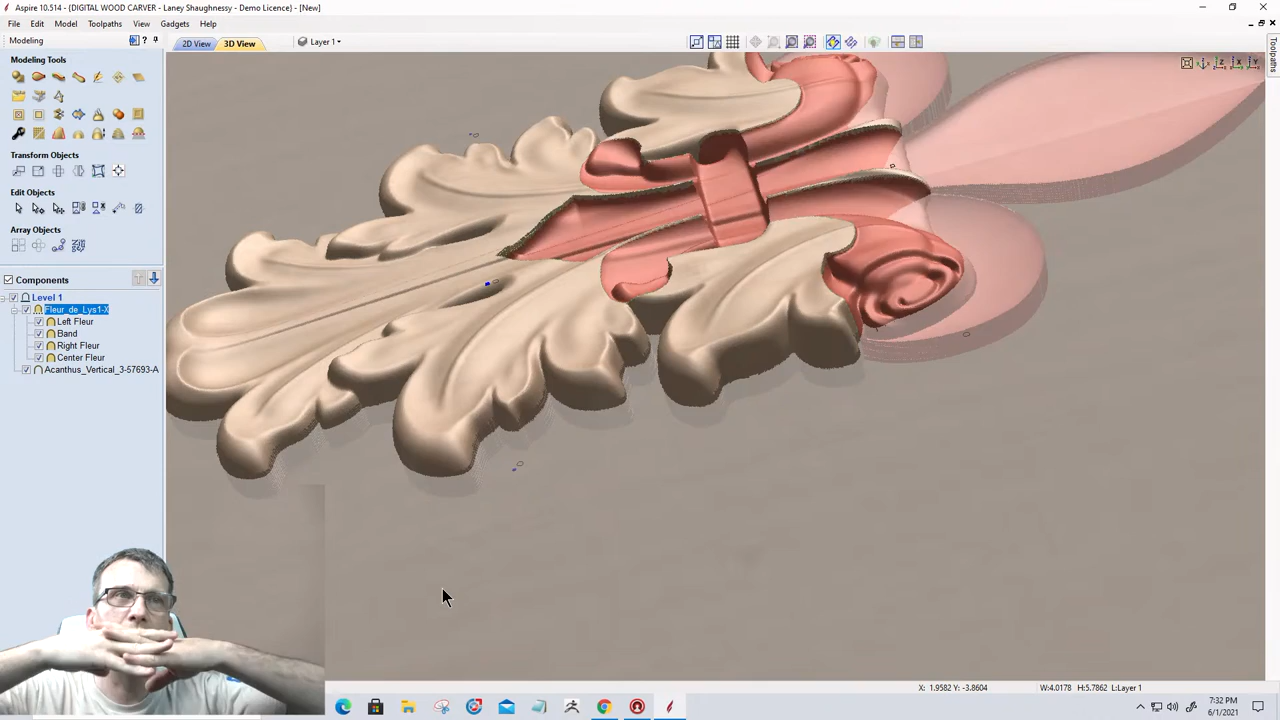 Aspire 10.514 - {DIGITAL WOOD CARVER - Laney Shaughnessy - Demo Licence} - [New]
File Edit Model Toolpaths View Gadgets Help
Modeling
2D View 3D View Layer 1
Toolpaths
Modeling Tools
Transform Objects
Edit Objects
Array Objects
Components
Level 1
Fleur_de_Lys1-X
Left Fleur
Band
Right Fleur
Center Fleur
Acanthus_Vertical_3-57693-A
X: 1.9582 Y: -3.8604 W:4.0178 H:5.7862 L:Layer 1
7:32 PM
6/1/2021